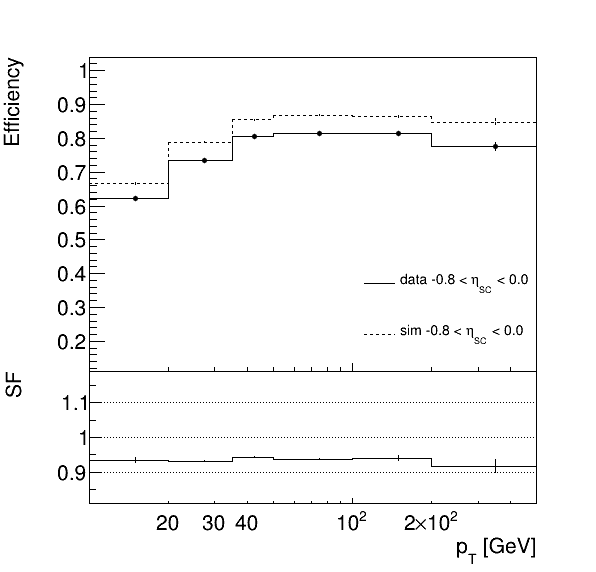 Efficiency
1
0.9
0.8
0.7
0.6
0.5
0.4
0.3
0.2
data -0.8 < η_SC < 0.0
sim -0.8 < η_SC < 0.0
SF
1.1
1
0.9
20 30 40 10² 2×10²
p_T [GeV]